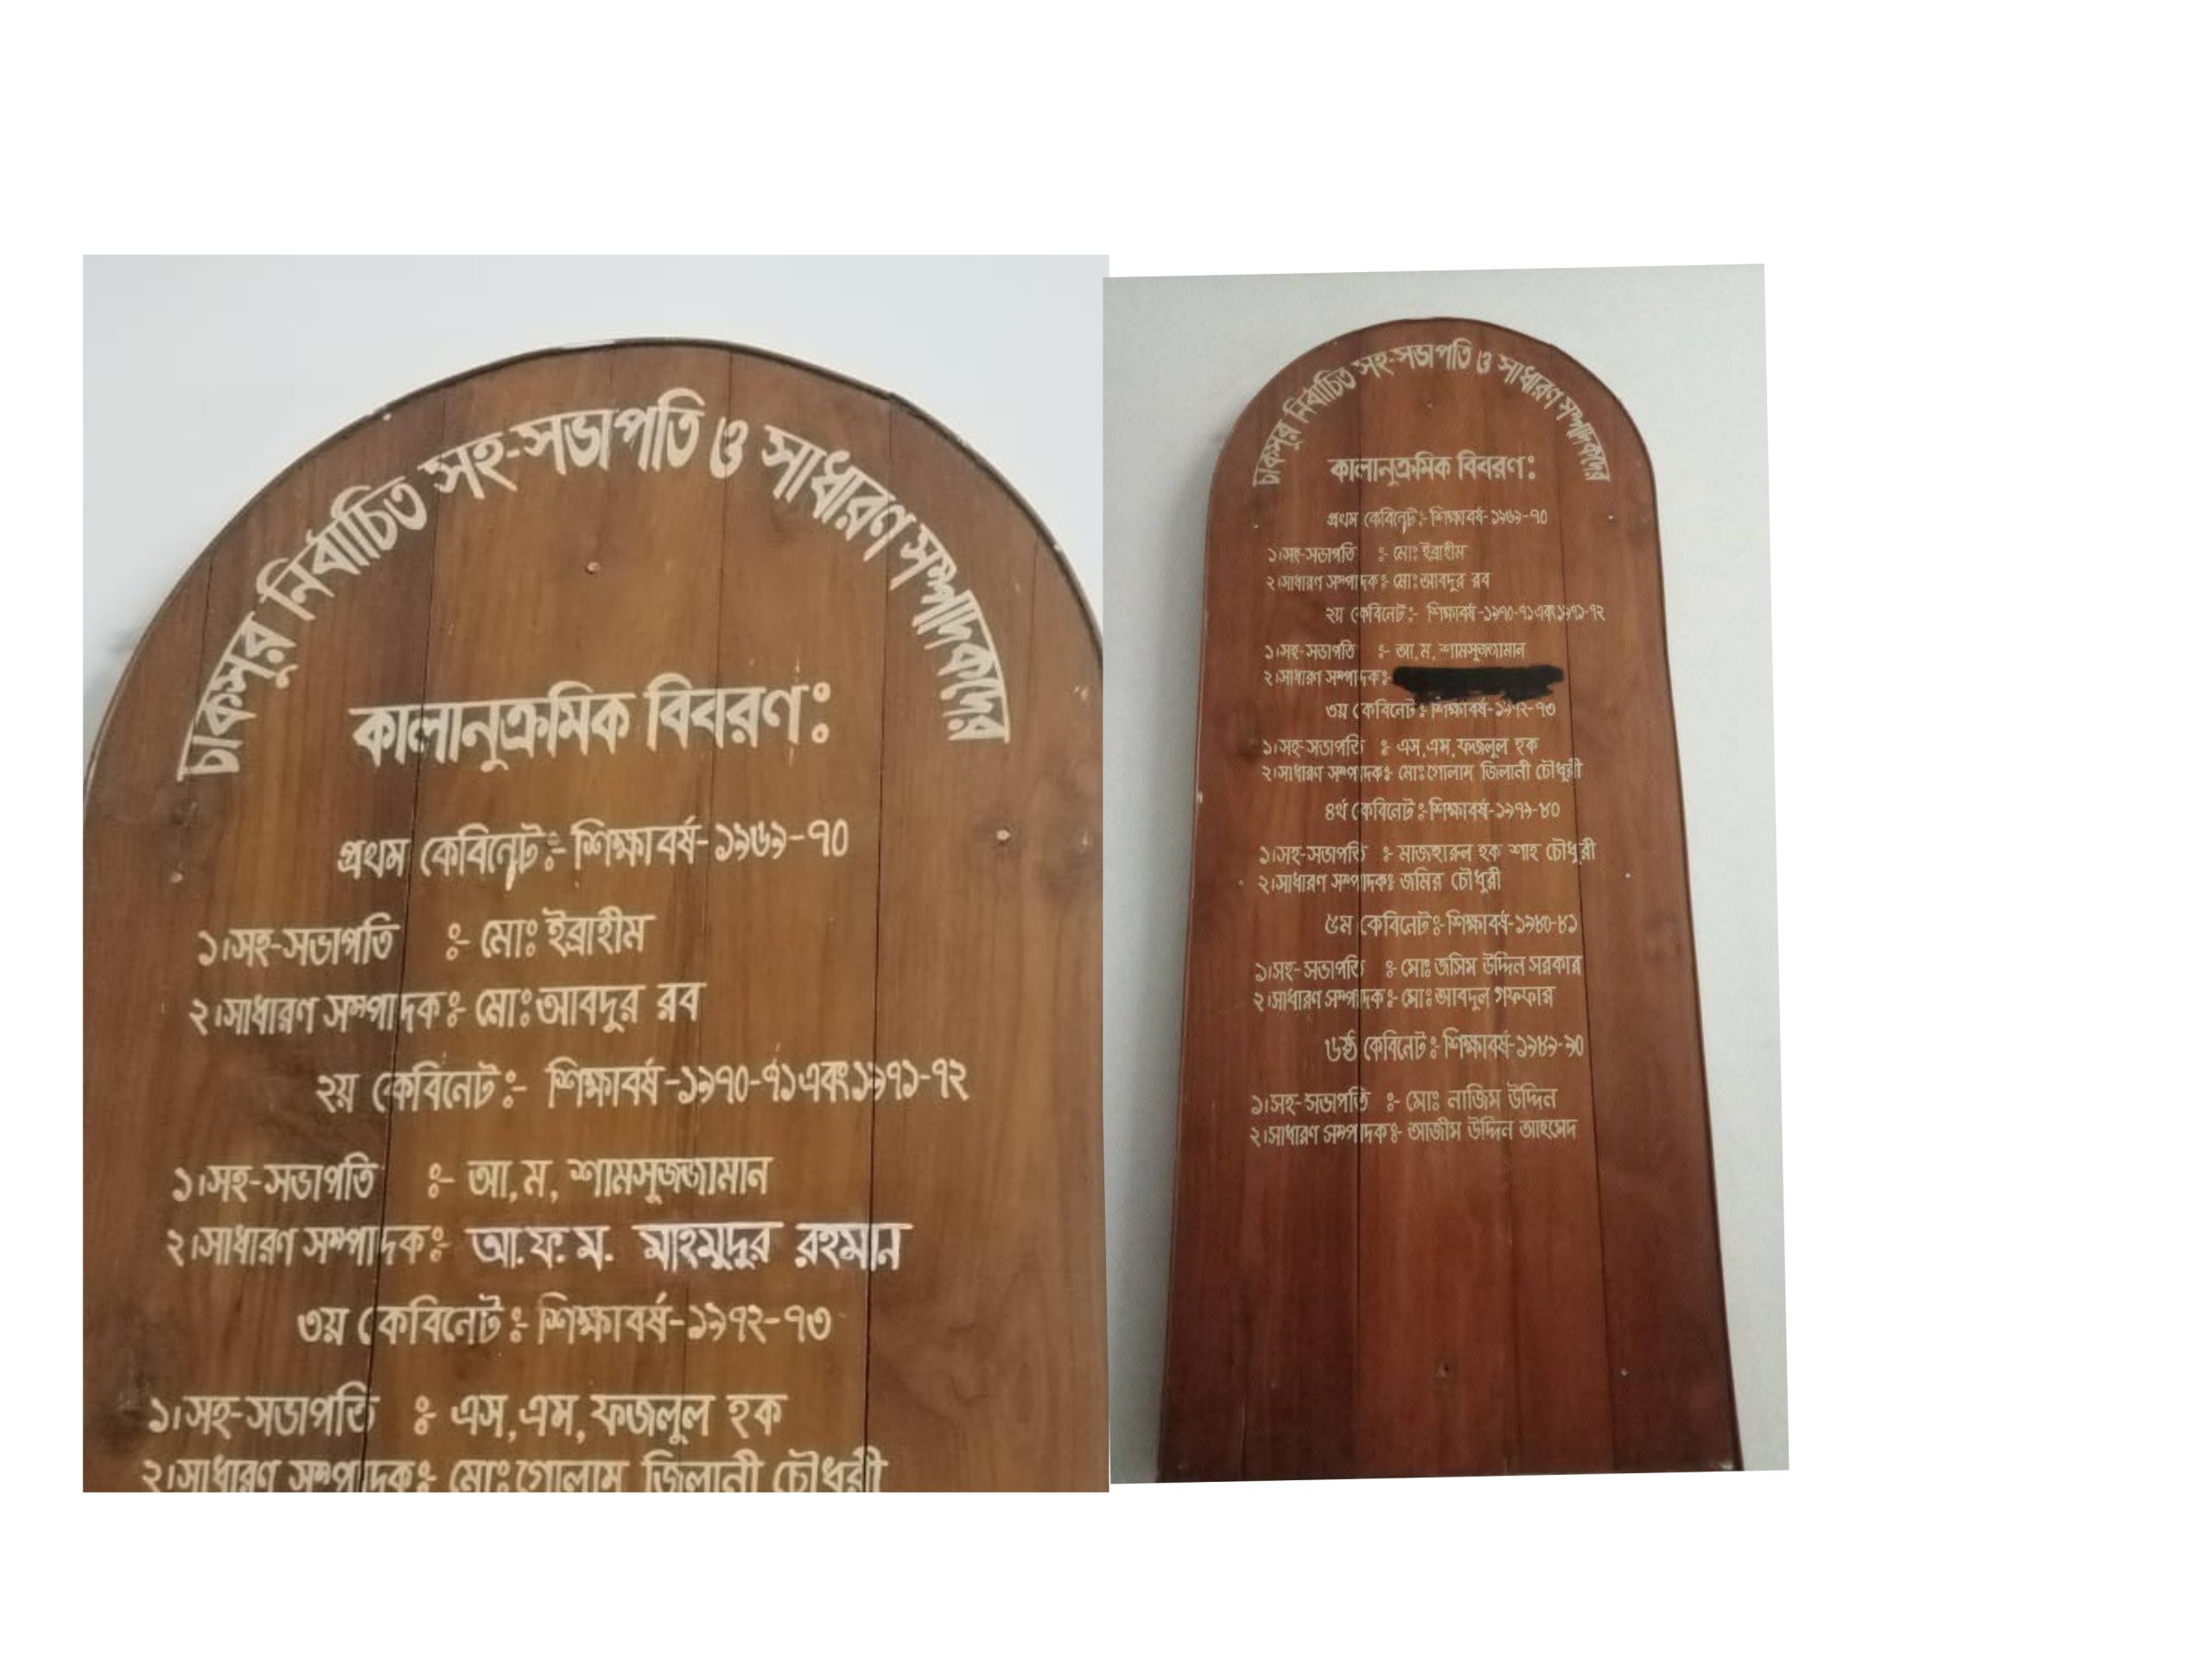 চাকসুর নির্বাচিত সহ-সভাপতি ও সাধারণ সম্পাদকদের
কালানুক্রমিক বিবরণঃ
প্রথম কেবিনেটঃ- শিক্ষাবর্ষ-১৯৬৯-৭০
১।সহ-সভাপতি ঃ- মোঃ ইব্রাহীম
২।সাধারণ সম্পাদকঃ- মোঃ আবদুর রব
২য় কেবিনেটঃ- শিক্ষাবর্ষ-১৯৭০-৭১এবং১৯৭১-৭২
১।সহ-সভাপতি ঃ- আ,ম, শামসুজ্জামান
২।সাধারণ সম্পাদকঃ- আ.ফ.ম. মাহমুদুর রহমান
৩য় কেবিনেটঃ- শিক্ষাবর্ষ-১৯৭২-৭৩
১।সহ-সভাপতি ঃ- এস,এম,ফজলুল হক
২।সাধারণ সম্পাদকঃ- মোঃ গোলাম জিলানী চৌধুরী
চাকসুর নির্বাচিত সহ-সভাপতি ও সাধারণ সম্পাদকদের
কালানুক্রমিক বিবরণঃ
প্রথম কেবিনেটঃ- শিক্ষাবর্ষ-১৯৬৯-৭০
১।সহ-সভাপতি ঃ- মোঃ ইব্রাহীম
২।সাধারণ সম্পাদকঃ- মোঃ আবদুর রব
২য় কেবিনেটঃ- শিক্ষাবর্ষ-১৯৭০-৭১এবং১৯৭১-৭২
১।সহ-সভাপতি ঃ- আ,ম, শামসুজ্জামান
২।সাধারণ সম্পাদকঃ-
৩য় কেবিনেটঃ শিক্ষাবর্ষ-১৯৭২-৭৩
১।সহ-সভাপতি ঃ- এস,এম,ফজলুল হক
২।সাধারণ সম্পাদকঃ মোঃ গোলাম জিলানী চৌধুরী
৪র্থ কেবিনেটঃ-শিক্ষাবর্ষ-১৯৭৯-৮০
১।সহ-সভাপতি ঃ- মাজহারুল হক শাহ চৌধুরী
২।সাধারণ সম্পাদকঃ জমির চৌধুরী
৫ম কেবিনেটঃ-শিক্ষাবর্ষ-১৯৮০-৮১
১।সহ-সভাপতি ঃ- মোঃ জসিম উদ্দিন সরকার
২।সাধারণ সম্পাদকঃ- মোঃ আবদুল গফফার
৬ষ্ঠ কেবিনেটঃ- শিক্ষাবর্ষ-১৯৮৯-৯০
১।সহ-সভাপতি ঃ- মোঃ নাজিম উদ্দিন
২।সাধারণ সম্পাদকঃ- আজীম উদ্দিন আহমেদ